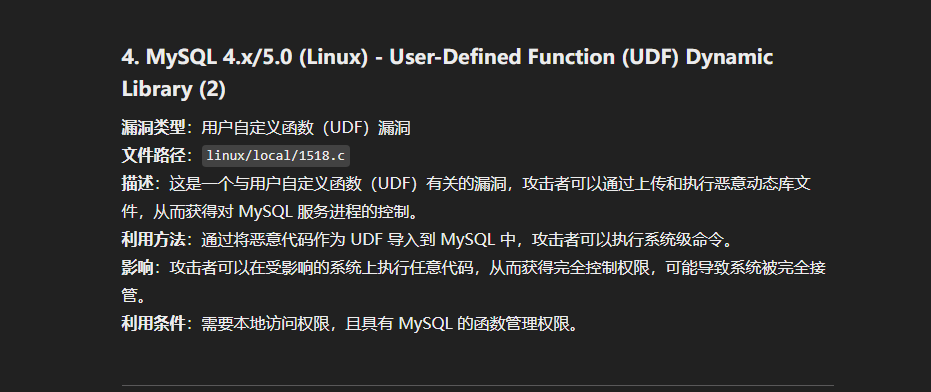 4. MySQL 4.x/5.0 (Linux) - User-Defined Function (UDF) Dynamic
Library (2)
漏洞类型：用户自定义函数（UDF）漏洞
文件路径：linux/local/1518.c
描述：这是一个与用户自定义函数（UDF）有关的漏洞，攻击者可以通过上传和执行恶意动态库文
件，从而获得对 MySQL 服务进程的控制。
利用方法：通过将恶意代码作为 UDF 导入到 MySQL 中，攻击者可以执行系统级命令。
影响：攻击者可以在受影响的系统上执行任意代码，从而获得完全控制权限，可能导致系统被完全接
管。
利用条件：需要本地访问权限，且具有 MySQL 的函数管理权限。